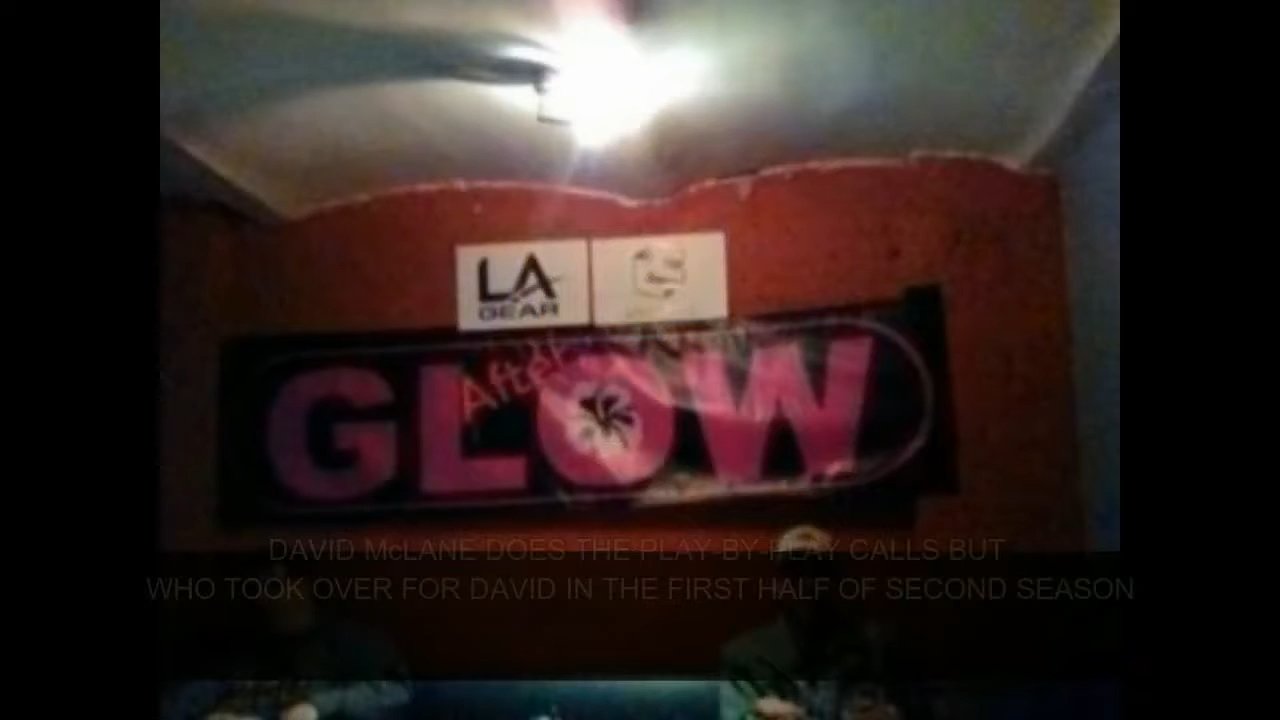 LA
GEAR
After
GLOW
DAVID McLANE DOES THE PLAY BY PLAY CALLS BUT
WHO TOOK OVER FOR DAVID IN THE FIRST HALF OF SECOND SEASON